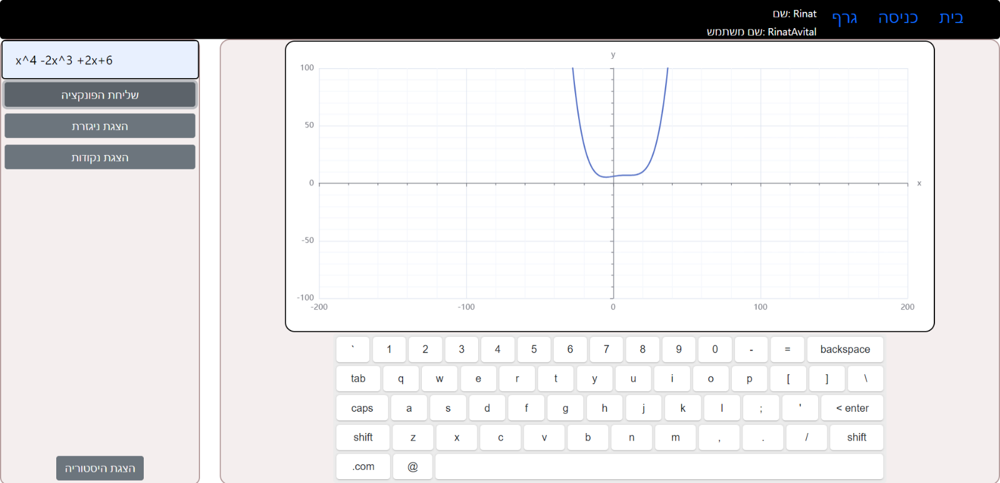 בית כניסה גרף
שם: Rinat
שם משתמש: RinatAvital
x^4 -2x^3 +2x+6
שליחת הפונקציה
הצגת ניגזרת
הצגת נקודות
הצגת היסטוריה
y
100
50
0
-50
-100
x
-200 -100 0 100 200
` 1 2 3 4 5 6 7 8 9 0 - = backspace
tab q w e r t y u i o p [ ] \
caps a s d f g h j k l ; ' < enter
shift z x c v b n m , . / shift
.com @